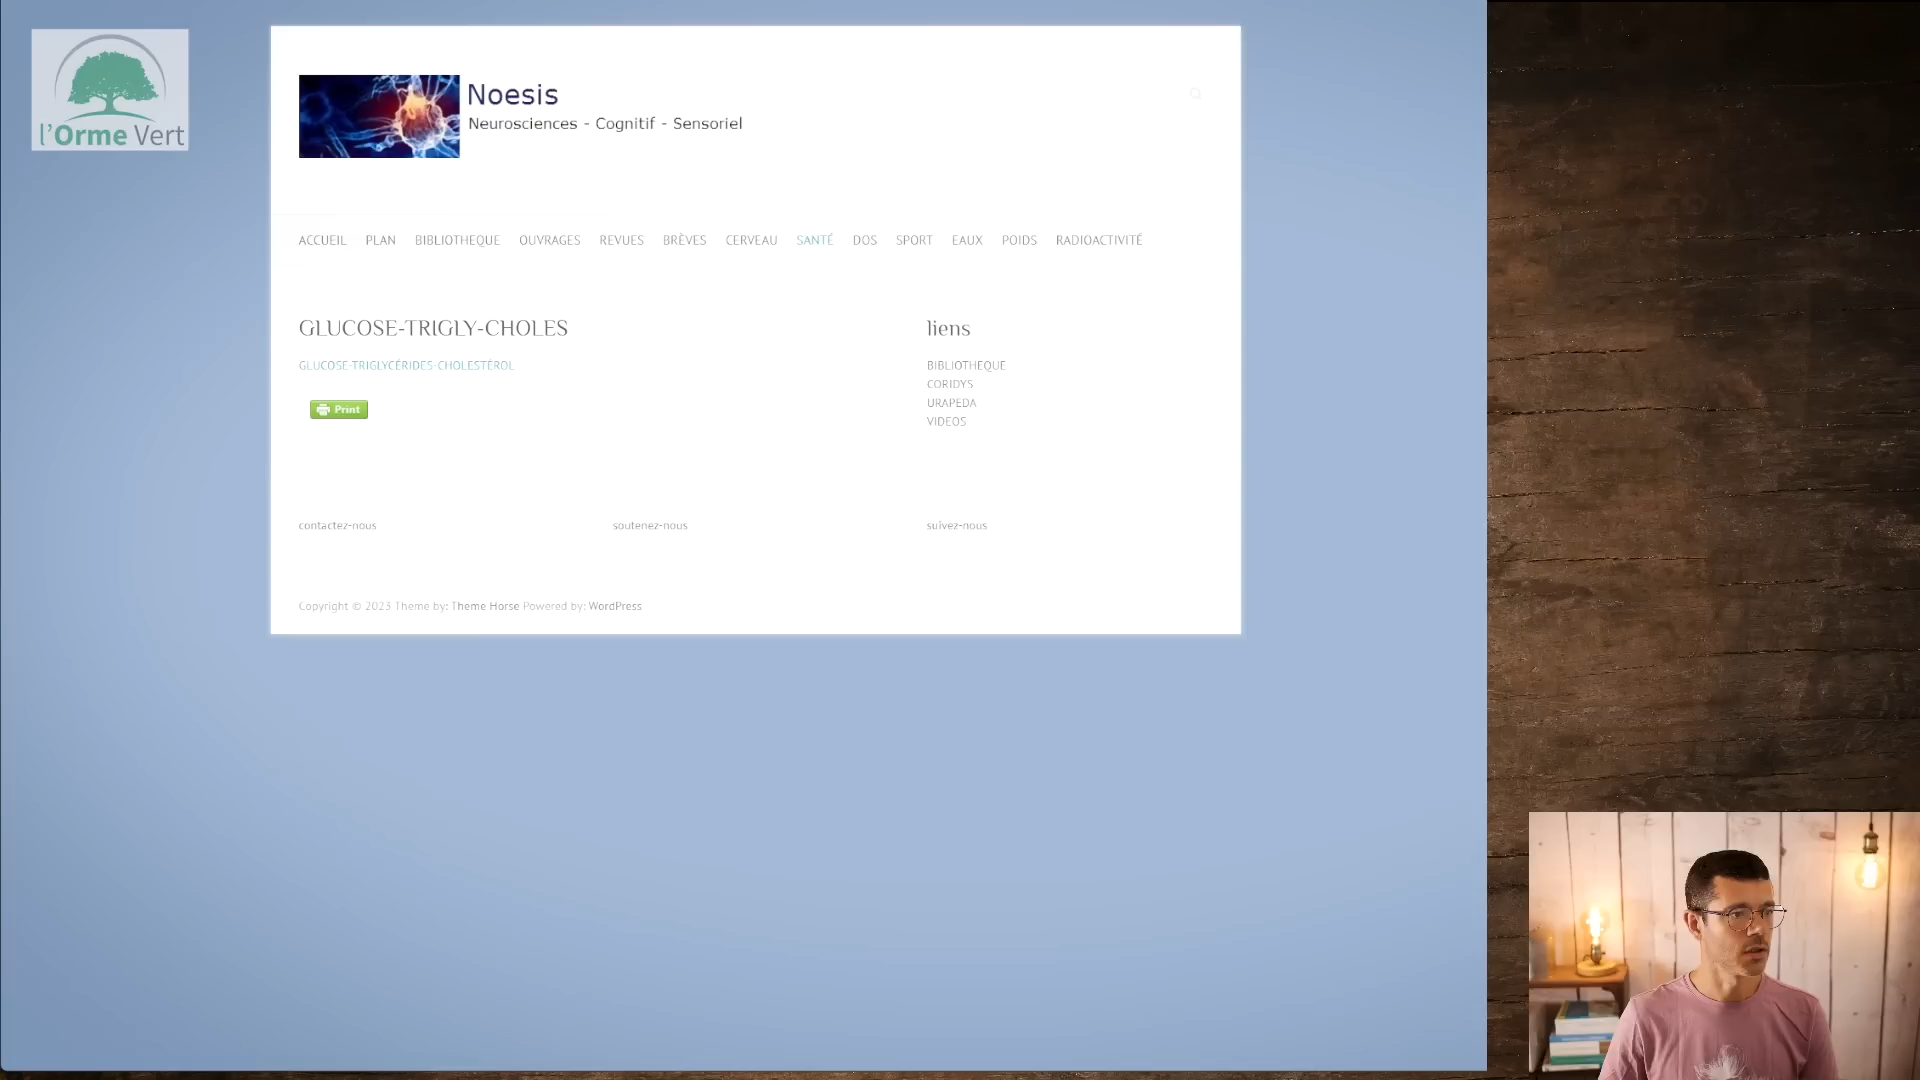 l'Orme Vert
Noesis
Neurosciences - Cognitif - Sensoriel
ACCUEIL PLAN BIBLIOTHEQUE OUVRAGES REVUES BRÈVES CERVEAU SANTÉ DOS SPORT EAUX POIDS RADIOACTIVITÉ
GLUCOSE-TRIGLY-CHOLES
GLUCOSE-TRIGLYCÉRIDES-CHOLESTÉROL
Print
liens
BIBLIOTHEQUE
CORIDYS
URAPEDA
VIDEOS
contactez-nous
soutenez-nous
suivez-nous
Copyright © 2023 Theme by: Theme Horse Powered by: WordPress